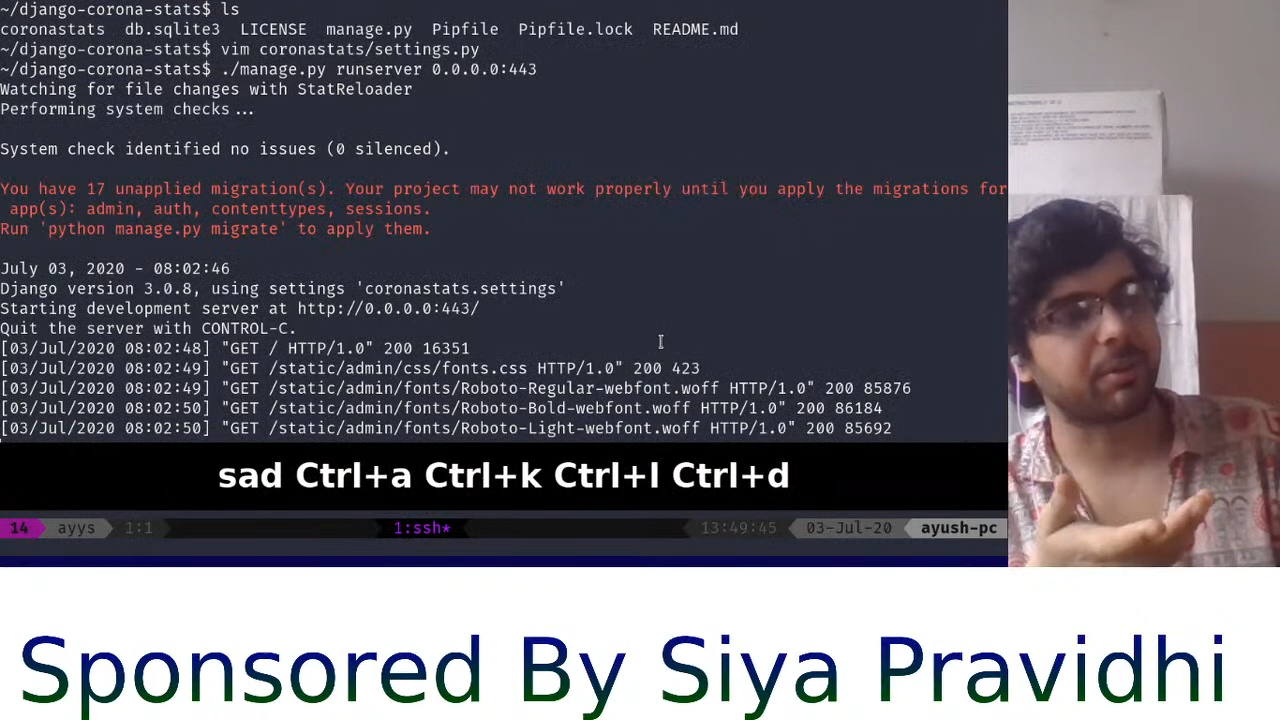 ~/django-corona-stats$ ls
coronastats  db.sqlite3  LICENSE  manage.py  Pipfile  Pipfile.lock  README.md
~/django-corona-stats$ vim coronastats/settings.py
~/django-corona-stats$ ./manage.py runserver 0.0.0.0:443
Watching for file changes with StatReloader
Performing system checks...
System check identified no issues (0 silenced).
You have 17 unapplied migration(s). Your project may not work properly until you apply the migrations for
app(s): admin, auth, contenttypes, sessions.
Run 'python manage.py migrate' to apply them.
July 03, 2020 - 08:02:46
Django version 3.0.8, using settings 'coronastats.settings'
Starting development server at http://0.0.0.0:443/
Quit the server with CONTROL-C.
[03/Jul/2020 08:02:48] "GET / HTTP/1.0" 200 16351
[03/Jul/2020 08:02:49] "GET /static/admin/css/fonts.css HTTP/1.0" 200 423
[03/Jul/2020 08:02:49] "GET /static/admin/fonts/Roboto-Regular-webfont.woff HTTP/1.0" 200 85876
[03/Jul/2020 08:02:50] "GET /static/admin/fonts/Roboto-Bold-webfont.woff HTTP/1.0" 200 86184
[03/Jul/2020 08:02:50] "GET /static/admin/fonts/Roboto-Light-webfont.woff HTTP/1.0" 200 85692
sad Ctrl+a Ctrl+k Ctrl+l Ctrl+d
14 ayys 1:1 1:ssh* 13:49:45 03-Jul-20 ayush-pc
Sponsored By Siya Pravidhi